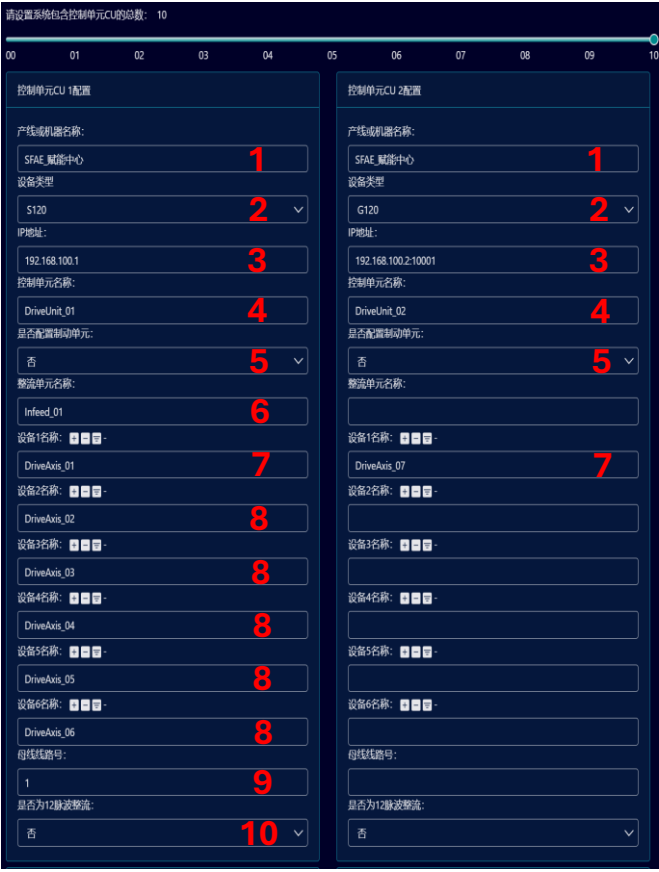 请设置系统包含控制单元CU的总数： 10
00 01 02 03 04 05 06 07 08 09 10
控制单元CU 1配置
产线或机器名称：
SFAE_赋能中心 1
设备类型
S120 2
IP地址：
192.168.100.1 3
控制单元名称：
DriveUnit_01 4
是否配置制动单元：
否 5
整流单元名称：
Infeed_01 6
设备1名称： + - -
DriveAxis_01 7
设备2名称： + - -
DriveAxis_02 8
设备3名称： + - -
DriveAxis_03 8
设备4名称： + - -
DriveAxis_04 8
设备5名称： + - -
DriveAxis_05 8
设备6名称： + - -
DriveAxis_06 8
母线线路号：
1 9
是否为12脉波整流：
否 10
控制单元CU 2配置
产线或机器名称：
SFAE_赋能中心 1
设备类型
G120 2
IP地址：
192.168.100.2:10001 3
控制单元名称：
DriveUnit_02 4
是否配置制动单元：
否 5
整流单元名称：
设备1名称： + - -
DriveAxis_07 7
设备2名称： + - -
设备3名称： + - -
设备4名称： + - -
设备5名称： + - -
设备6名称： + - -
母线线路号：
是否为12脉波整流：
否